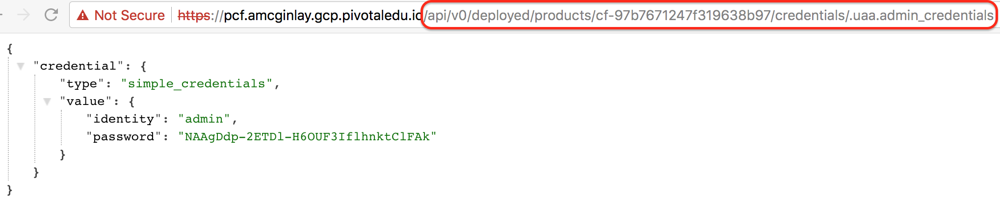 Not Secure https://pcf.amcginlay.gcp.pivotaledu.io/api/v0/deployed/products/cf-97b7671247f319638b97/credentials/.uaa.admin_credentials
{
"credential": {
"type": "simple_credentials",
"value": {
"identity": "admin",
"password": "NAAgDdp-2ETDl-H6OUF3IflhnktClFAk"
}
}
}